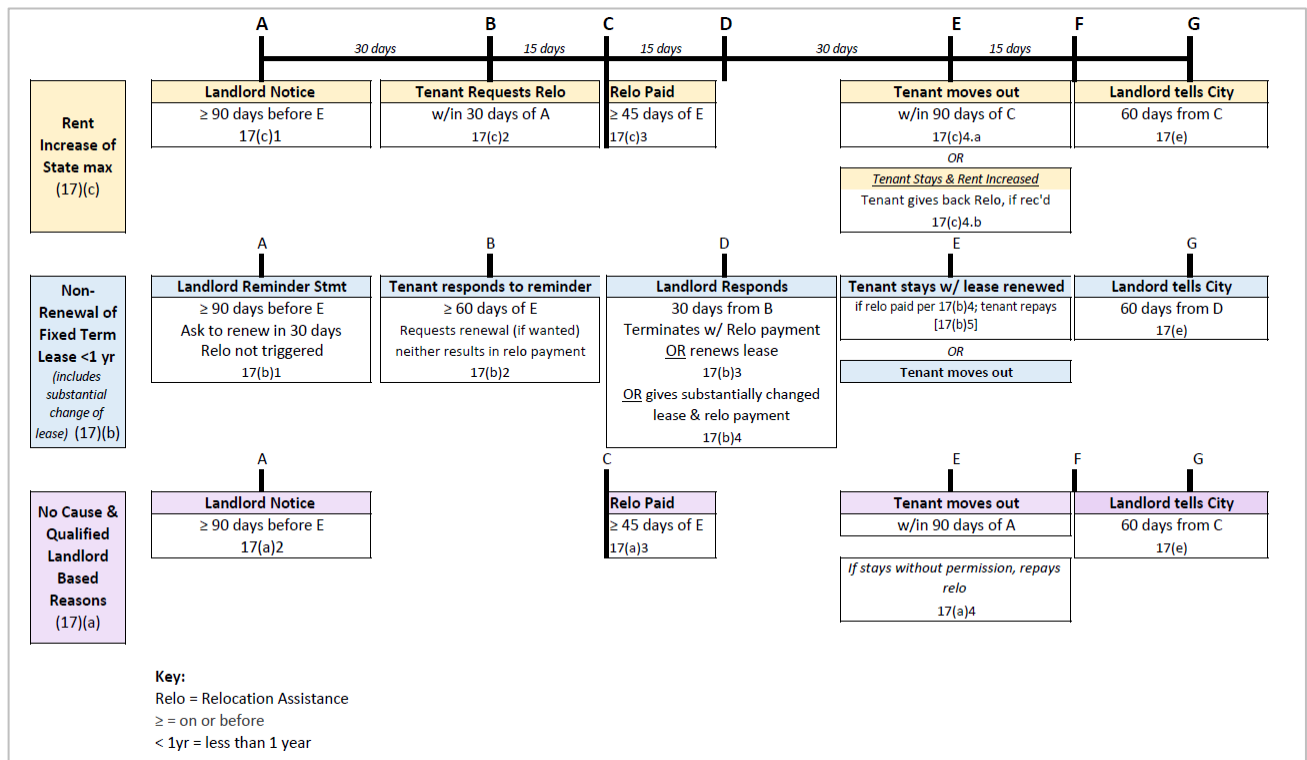 A B C D E F G
30 days 15 days 15 days 30 days 15 days
Rent
Increase of
State max
(17)(c)
Landlord Notice
≥ 90 days before E
17(c)1
Tenant Requests Relo
w/in 30 days of A
17(c)2
Relo Paid
≥ 45 days of E
17(c)3
Tenant moves out
w/in 90 days of C
17(c)4.a
OR
Tenant Stays & Rent Increased
Tenant gives back Relo, if rec'd
17(c)4.b
Landlord tells City
60 days from C
17(e)
A B D E G
Non-
Renewal of
Fixed Term
Lease <1 yr
(includes
substantial
change of
lease) (17)(b)
Landlord Reminder Stmt
≥ 90 days before E
Ask to renew in 30 days
Relo not triggered
17(b)1
Tenant responds to reminder
≥ 60 days of E
Requests renewal (if wanted)
neither results in relo payment
17(b)2
Landlord Responds
30 days from B
Terminates w/ Relo payment
OR renews lease
17(b)3
OR gives substantially changed
lease & relo payment
17(b)4
Tenant stays w/ lease renewed
if relo paid per 17(b)4; tenant repays
[17(b)5]
OR
Tenant moves out
Landord tells City
60 days from D
17(e)
A C E F G
No Cause &
Qualified
Landlord
Based
Reasons
(17)(a)
Landlord Notice
≥ 90 days before E
17(a)2
Relo Paid
≥ 45 days of E
17(a)3
Tenant moves out
w/in 90 days of A
If stays without permission, repays
relo
17(a)4
Landlord tells City
60 days from C
17(e)
Key:
Relo = Relocation Assistance
≥ = on or before
< 1yr = less than 1 year